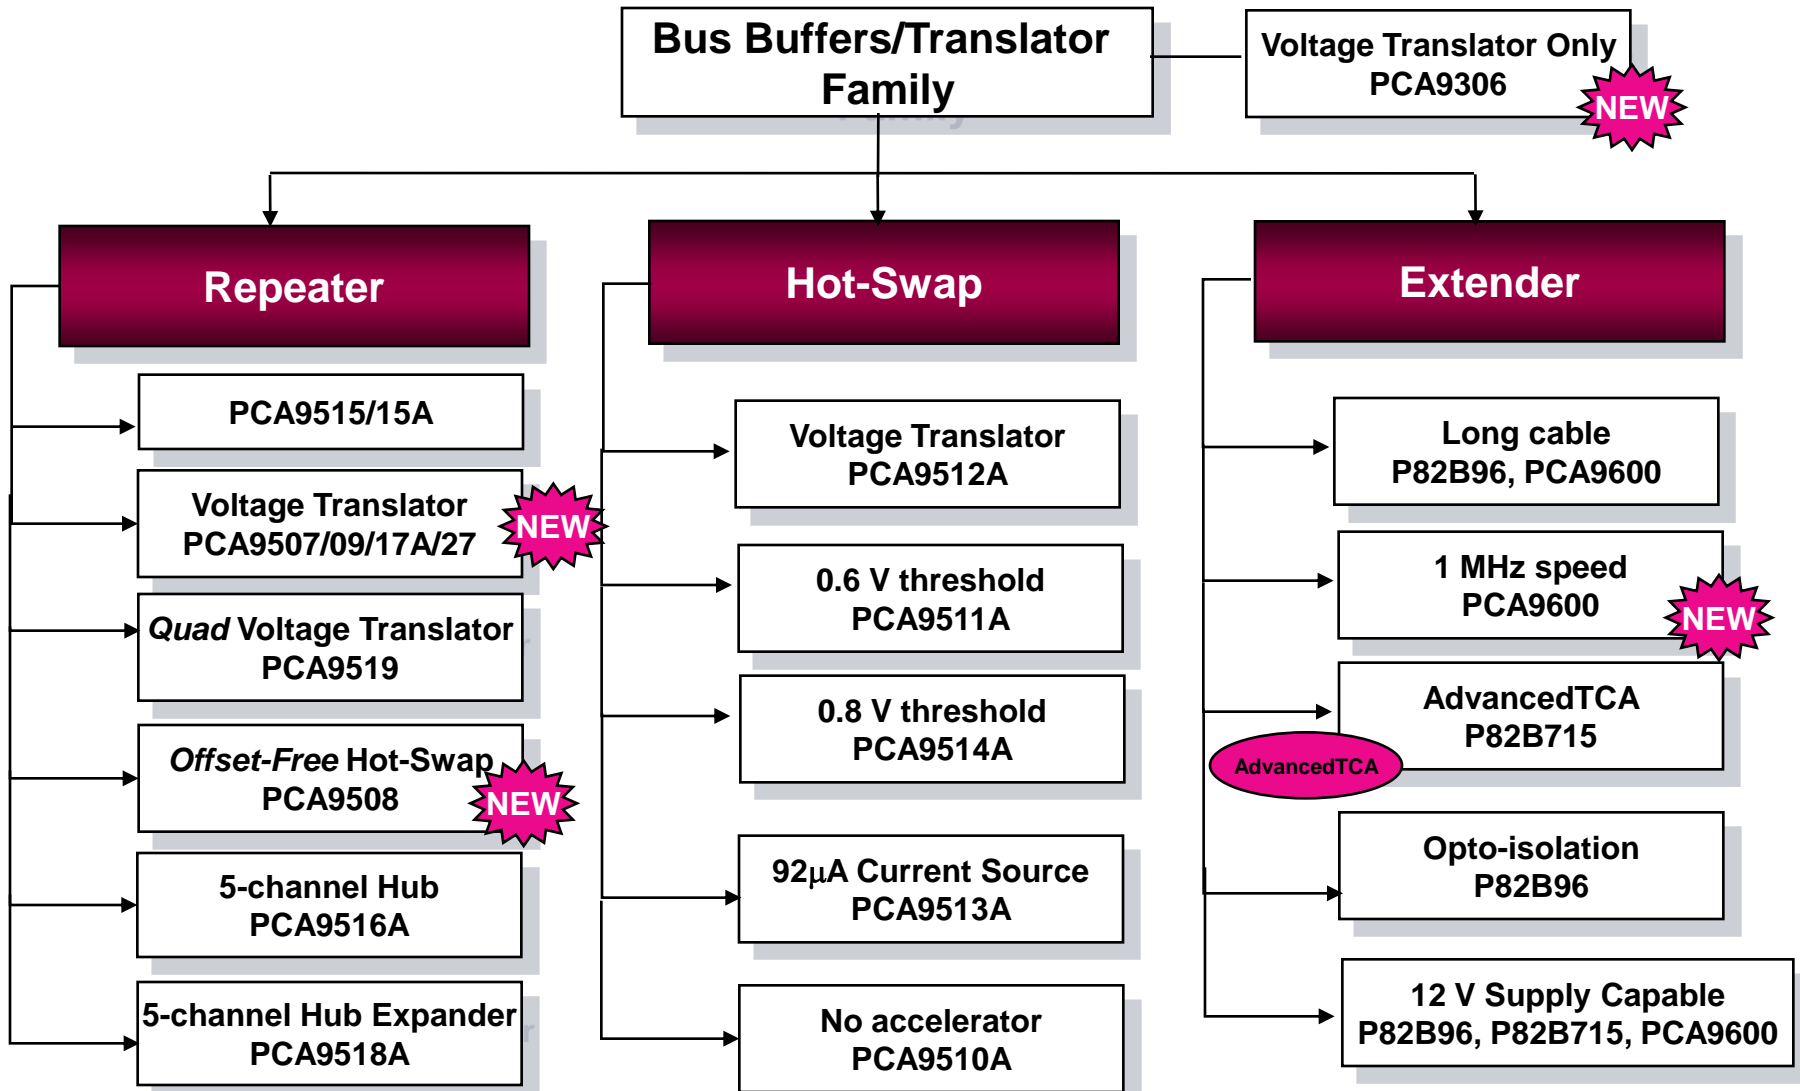 Bus Buffers/Translator
Family
Voltage Translator Only
PCA9306
NEW
Repeater
PCA9515/15A
Voltage Translator
PCA9507/09/17A/27
NEW
Quad Voltage Translator
PCA9519
Offset-Free Hot-Swap
PCA9508
NEW
5-channel Hub
PCA9516A
5-channel Hub Expander
PCA9518A
Hot-Swap
Voltage Translator
PCA9512A
0.6 V threshold
PCA9511A
0.8 V threshold
PCA9514A
92μA Current Source
PCA9513A
No accelerator
PCA9510A
Extender
Long cable
P82B96, PCA9600
1 MHz speed
PCA9600
NEW
AdvancedTCA
P82B715
AdvancedTCA
Opto-isolation
P82B96
12 V Supply Capable
P82B96, P82B715, PCA9600